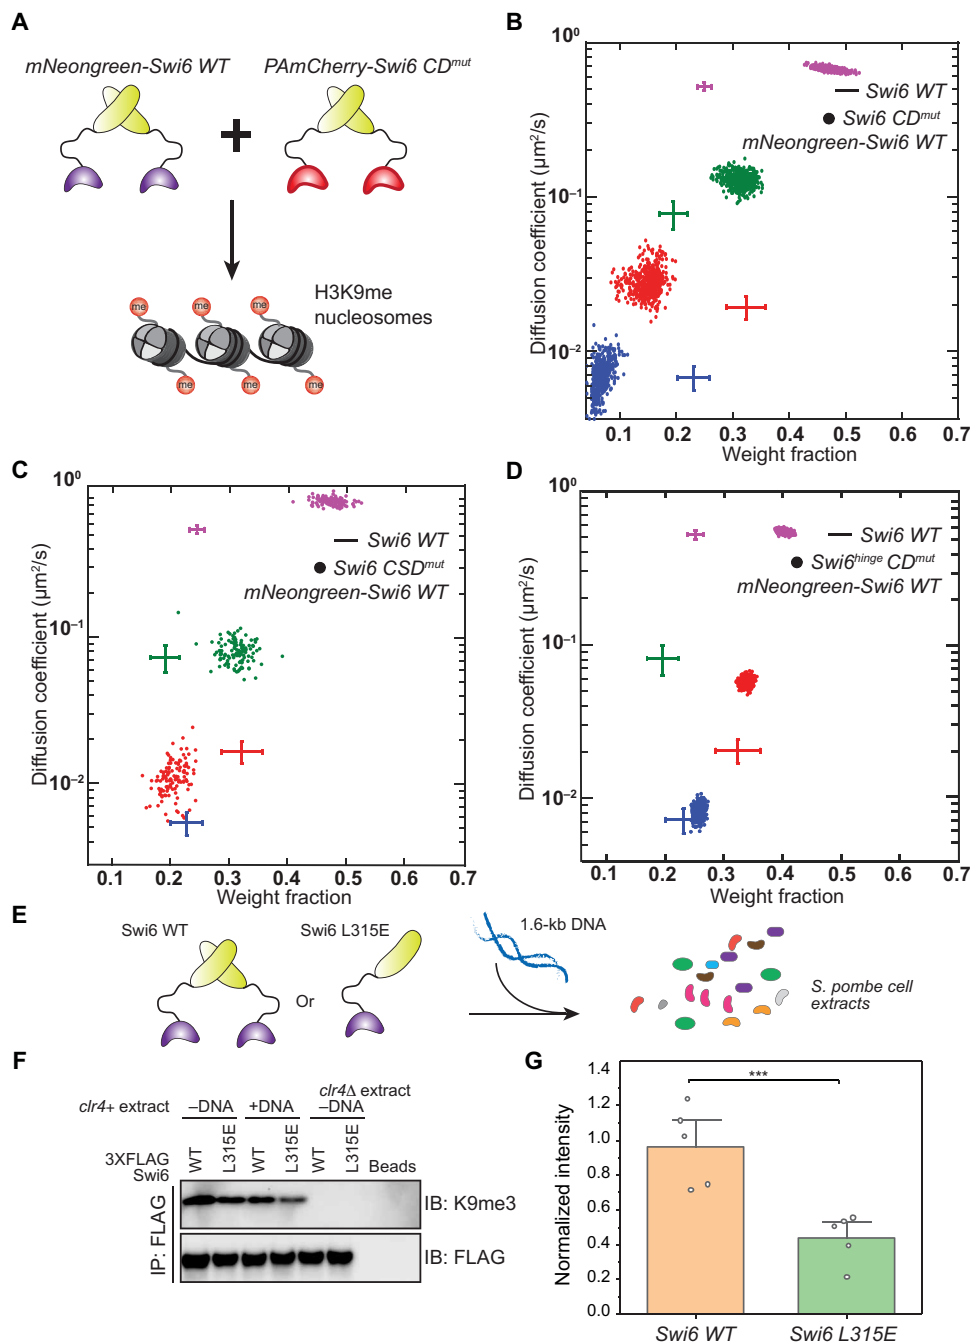 A
mNeongreen-Swi6 WT
PAmCherry-Swi6 CDmut
+
H3K9me
nucleosomes
me me me
me me me
B
Diffusion coefficient (µm2/s)
100
10−1
10−2
Swi6 WT
Swi6 CDmut
mNeongreen-Swi6 WT
0.1 0.2 0.3 0.4 0.5 0.6 0.7
Weight fraction
C
Diffusion coefficient (µm2/s)
100
10−1
10−2
Swi6 WT
Swi6 CSDmut
mNeongreen-Swi6 WT
0.1 0.2 0.3 0.4 0.5 0.6 0.7
Weight fraction
D
Diffusion coefficient (µm2/s)
100
10−1
10−2
Swi6 WT
Swi6hinge CDmut
mNeongreen-Swi6 WT
0.1 0.2 0.3 0.4 0.5 0.6 0.7
Weight fraction
E
Swi6 WT
Or
Swi6 L315E
1.6-kb DNA
S. pombe cell
extracts
F
clr4+ extract
–DNA
+DNA
clr4Δ extract
–DNA
3XFLAG
Swi6
WT
L315E
WT
L315E
WT
L315E
Beads
IP: FLAG
IB: K9me3
IB: FLAG
G
Normalized intensity
1.4
1.2
1.0
0.8
0.6
0.4
0.2
0.0
***
Swi6 WT
Swi6 L315E